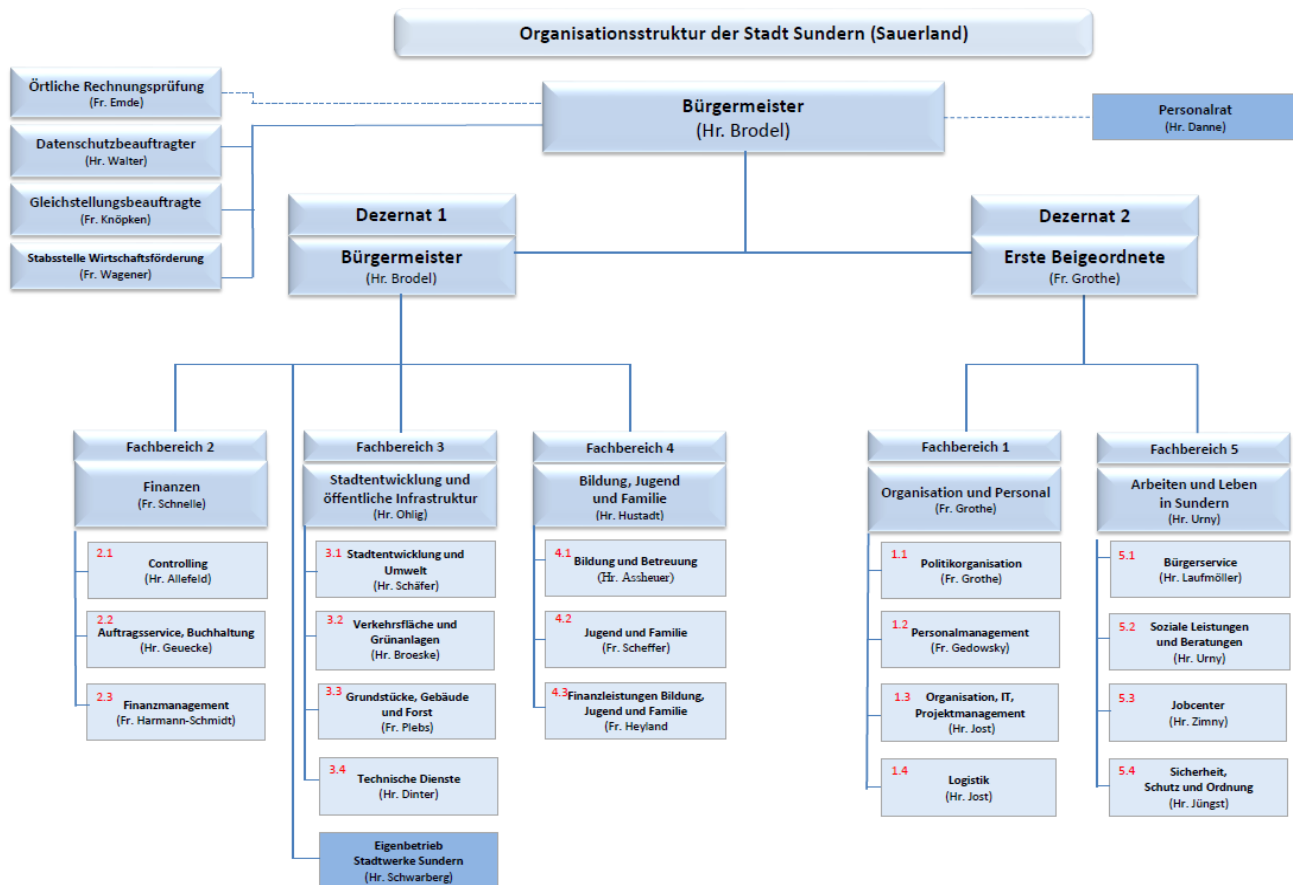 Organisationsstruktur der Stadt Sundern (Sauerland)
Örtliche Rechnungsprüfung
(Fr. Emde)
Datenschutzbeauftragter
(Hr. Walter)
Gleichstellungsbeauftragte
(Fr. Knöpken)
Stabsstelle Wirtschaftsförderung
(Fr. Wagener)
Bürgermeister
(Hr. Brodel)
Personalrat
(Hr. Danne)
Dezernat 1
Bürgermeister
(Hr. Brodel)
Dezernat 2
Erste Beigeordnete
(Fr. Grothe)
Fachbereich 2
Finanzen
(Fr. Schnelle)
2.1
Controlling
(Hr. Allefeld)
2.2
Auftragsservice, Buchhaltung
(Hr. Geuecke)
2.3
Finanzmanagement
(Fr. Harmann-Schmidt)
Fachbereich 3
Stadtentwicklung und
öffentliche Infrastruktur
(Hr. Ohlig)
3.1
Stadtentwicklung und
Umwelt
(Hr. Schäfer)
3.2
Verkehrsfläche und
Grünanlagen
(Hr. Broeske)
3.3
Grundstücke, Gebäude
und Forst
(Fr. Plebs)
3.4
Technische Dienste
(Hr. Dinter)
Eigenbetrieb
Stadtwerke Sundern
(Hr. Schwarberg)
Fachbereich 4
Bildung, Jugend
und Familie
(Hr. Hustadt)
4.1
Bildung und Betreuung
(Hr. Assheuer)
4.2
Jugend und Familie
(Fr. Scheffer)
4.3
Finanzleistungen Bildung,
Jugend und Familie
(Fr. Heyland
Fachbereich 1
Organisation und Personal
(Fr. Grothe)
1.1
Politikorganisation
(Fr. Grothe)
1.2
Personalmanagement
(Fr. Gedowsky)
1.3
Organisation, IT,
Projektmanagement
(Hr. Jost)
1.4
Logistik
(Hr. Jost)
Fachbereich 5
Arbeiten und Leben
in Sundern
(Hr. Urny)
5.1
Bürgerservice
(Hr. Laufmöller)
5.2
Soziale Leistungen
und Beratungen
(Hr. Urny)
5.3
Jobcenter
(Hr. Zimny)
5.4
Sicherheit,
Schutz und Ordnung
(Hr. Jüngst)